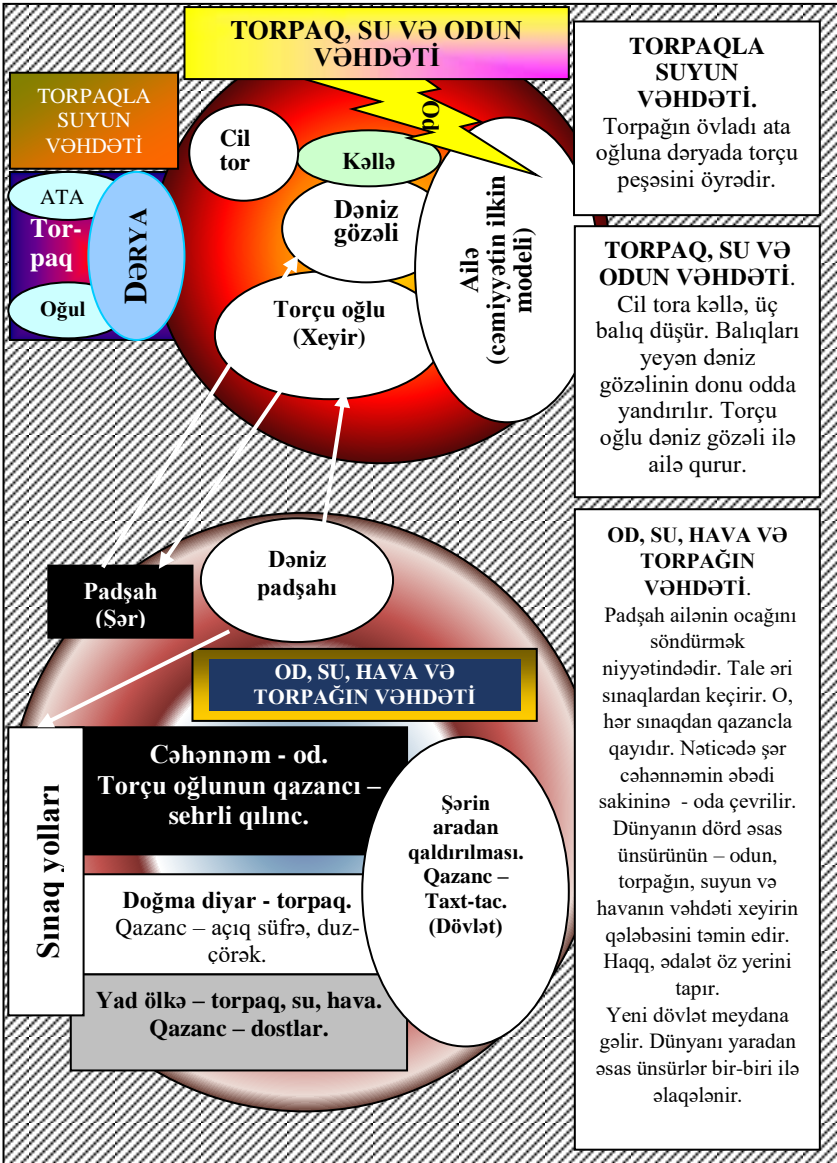 TORPAQ, SU VƏ ODUN
VƏHDƏTİ
TORPAQLA
SUYUN
VƏHDƏTİ
ATA
Tor-
paq
Oğul
DƏRYA
Cil
tor
Od
Kəllə
Dəniz
gözəli
Torçu oğlu
(Xeyir)
Ailə
(cəmiyyətin ilkin
modeli)
TORPAQLA
SUYUN
VƏHDƏTİ.
Torpağın övladı ata
oğluna dəryada torçu
peşəsini öyrədir.
TORPAQ, SU VƏ
ODUN VƏHDƏTİ.
Cil tora kəllə, üç
balıq düşür. Balıqları
yeyən dəniz
gözəlinin donu odda
yandırılır. Torçu
oğlu dəniz gözəli ilə
ailə qurur.
Padşah
(Şər)
Dəniz
padşahı
OD, SU, HAVA VƏ
TORPAĞIN VƏHDƏTİ
Sınaq yolları
Cəhənnəm - od.
Torçu oğlunun qazancı –
sehrli qılınc.
Doğma diyar - torpaq.
Qazanc – açıq süfrə, duz-
çörək.
Yad ölkə – torpaq, su, hava.
Qazanc – dostlar.
Şərin
aradan
qaldırılması.
Qazanc –
Taxt-tac.
(Dövlət)
OD, SU, HAVA VƏ
TORPAĞIN
VƏHDƏTİ.
Padşah ailənin ocağını
söndürmək
niyyətindədir. Tale əri
sınaqlardan keçirir. O,
hər sınaqdan qazancla
qayıdır. Nəticədə şər
cəhənnəmin əbədi
sakininə - oda çevrilir.
Dünyanın dörd əsas
ünsürünün – odun,
torpağın, suyun və
havanın vəhdəti xeyirin
qələbəsini təmin edir.
Haqq, ədalət öz yerini
tapır.
Yeni dövlət meydana
gəlir. Dünyanı yaradan
əsas ünsürlər bir-biri ilə
əlaqələnir.